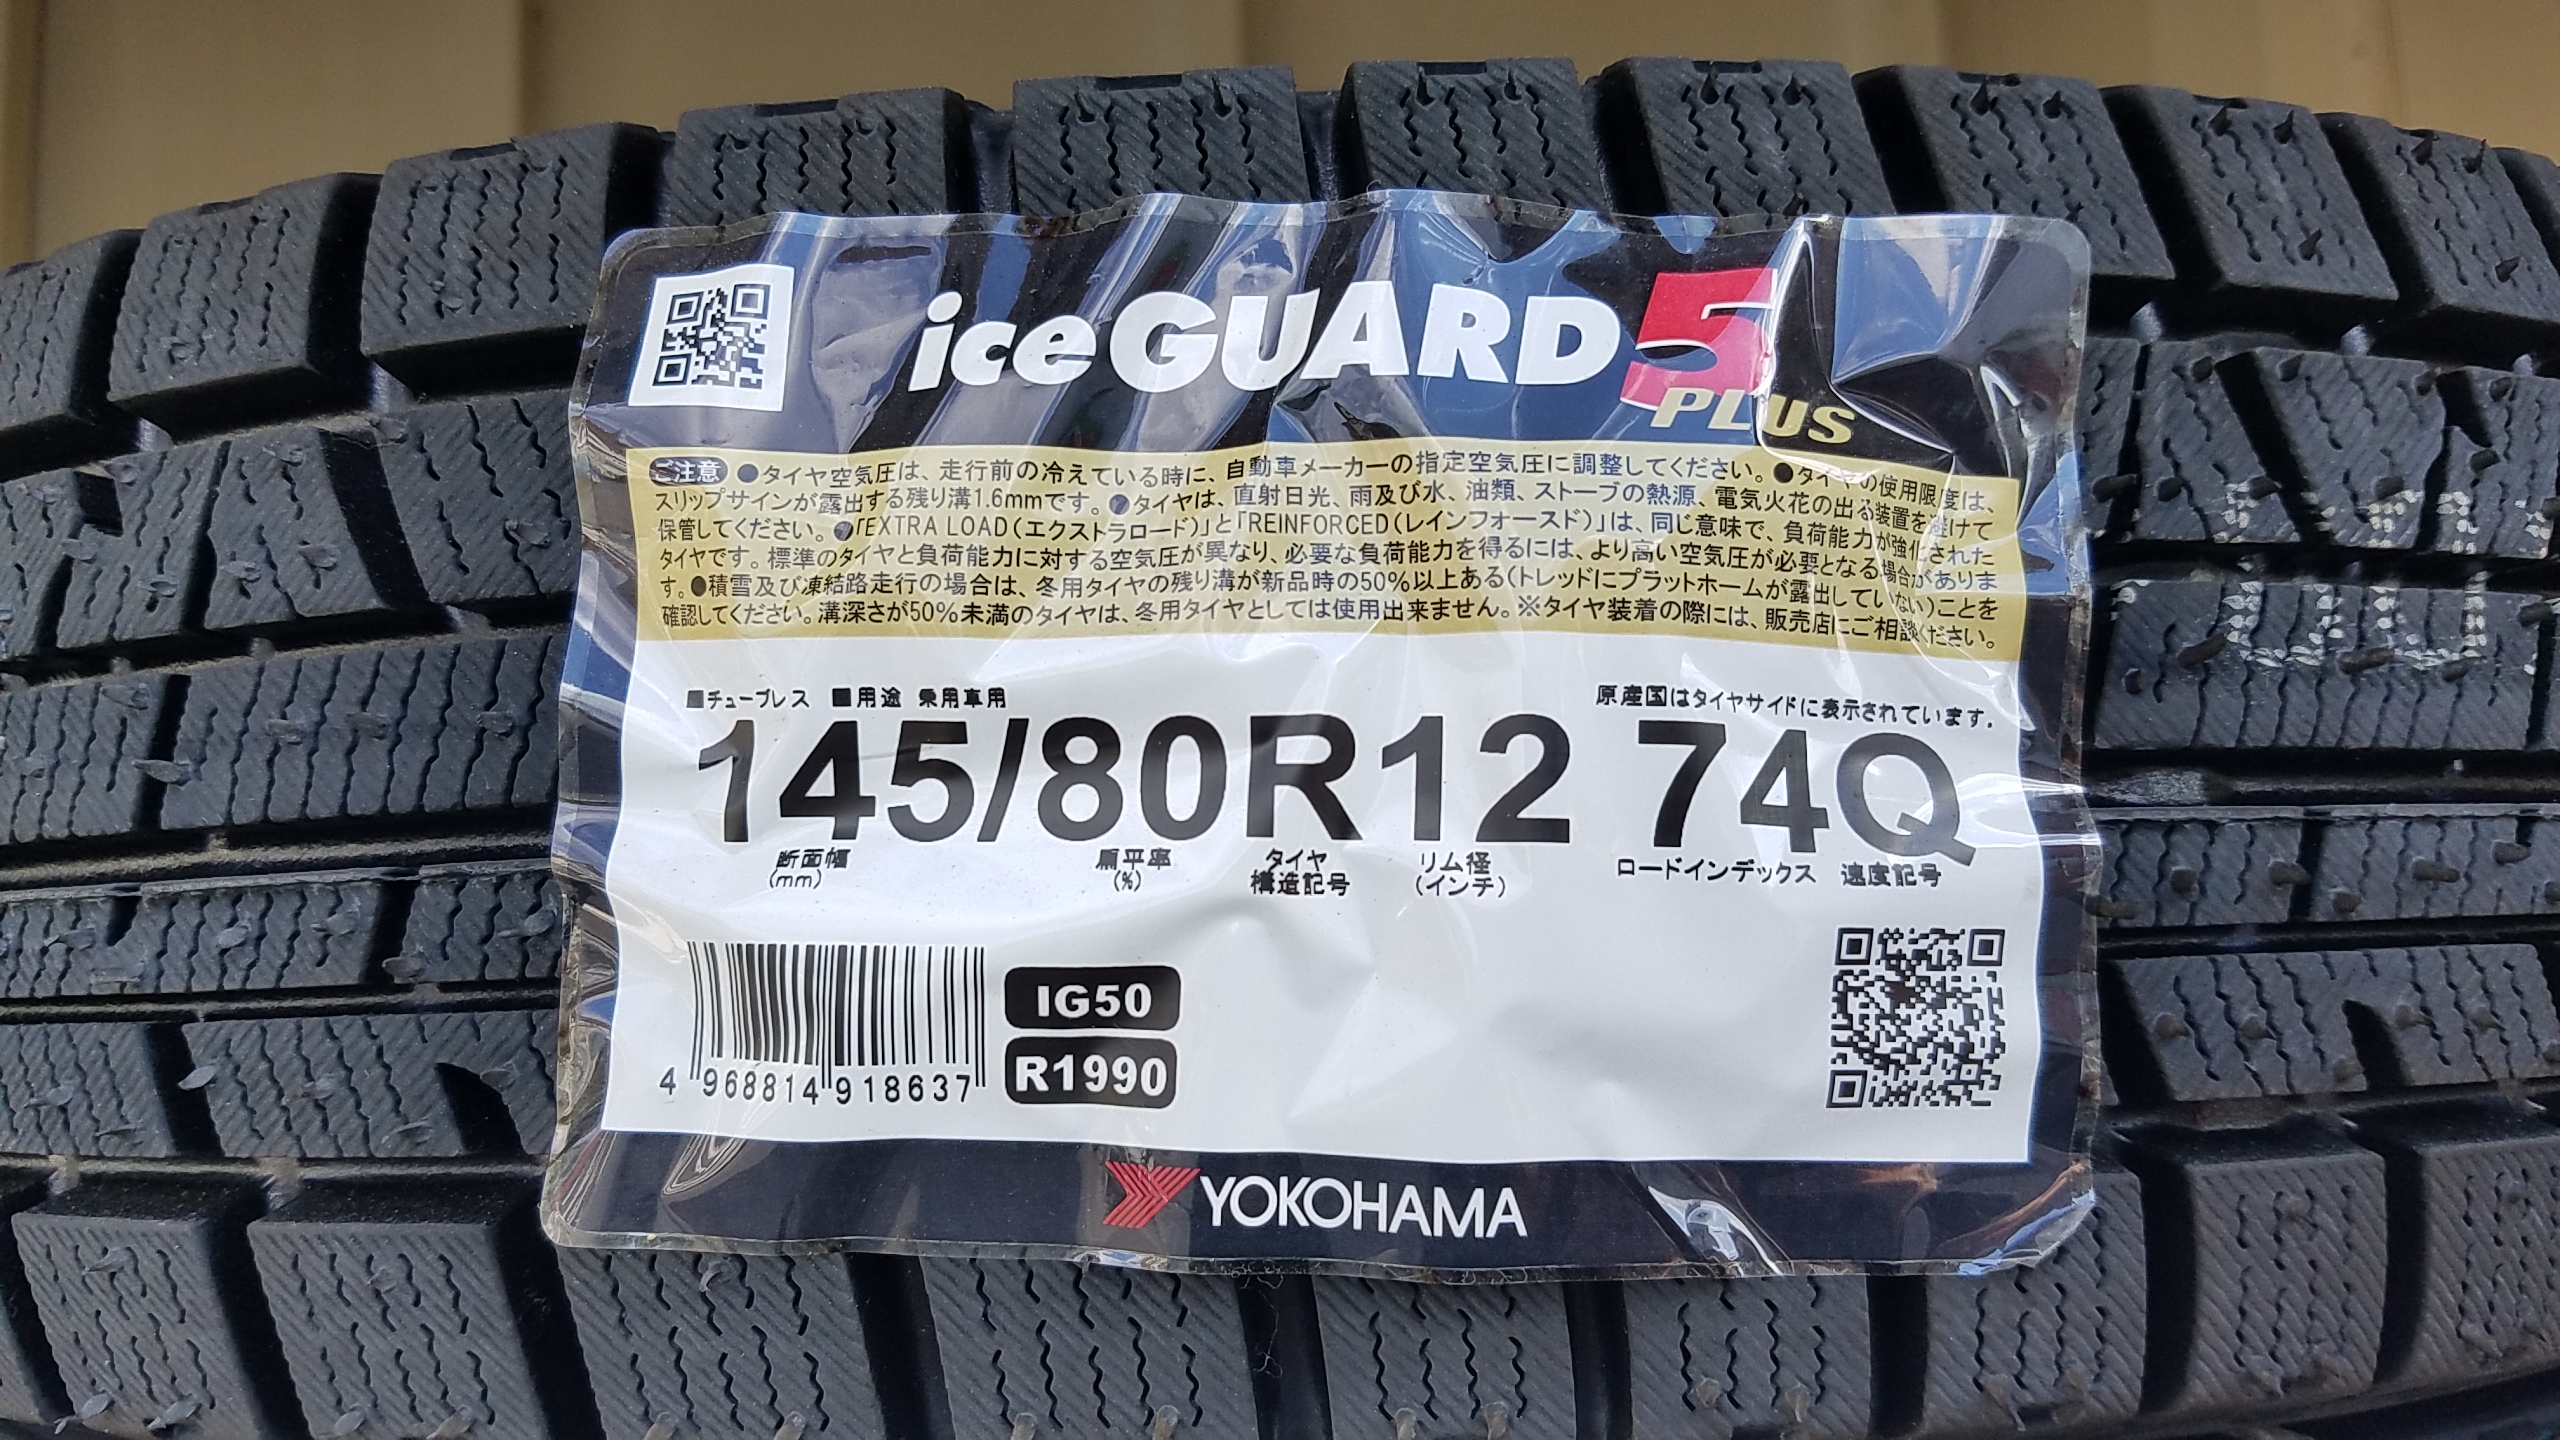 iceGUARD 5 PLUS
ご注意 ●タイヤ空気圧は、走行前の冷えている時に、自動車メーカーの指定空気圧に調整してください。●タイヤの使用限度は、
スリップサインが露出する残り溝1.6mmです。●タイヤは、直射日光、雨及び水、油類、ストーブの熱源、電気火花の出る装置を避けて
保管してください。●「EXTRA LOAD(エクストラロード)」と「REINFORCED(レインフォースド)」は、同じ意味で、負荷能力が強化された
タイヤです。標準のタイヤと負荷能力に対する空気圧が異なり、必要な負荷能力を得るには、より高い空気圧が必要となる場合がありま
す。●積雪及び凍結路走行の場合は、冬用タイヤの残り溝が新品時の50%以上ある(トレッドにプラットホームが露出していない)ことを
確認してください。溝深さが50%未満のタイヤは、冬用タイヤとしては使用出来ません。※タイヤ装着の際には、販売店にご相談ください。
■チューブレス ■用途 乗用車用 原産国はタイヤサイドに表示されています.
145/80R12 74Q
断面幅 扁平率 タイヤ リム径 ロードインデックス 速度記号
(mm) (%) 構造記号 (インチ)
IG50
R1990
4 968814 918637
YOKOHAMA